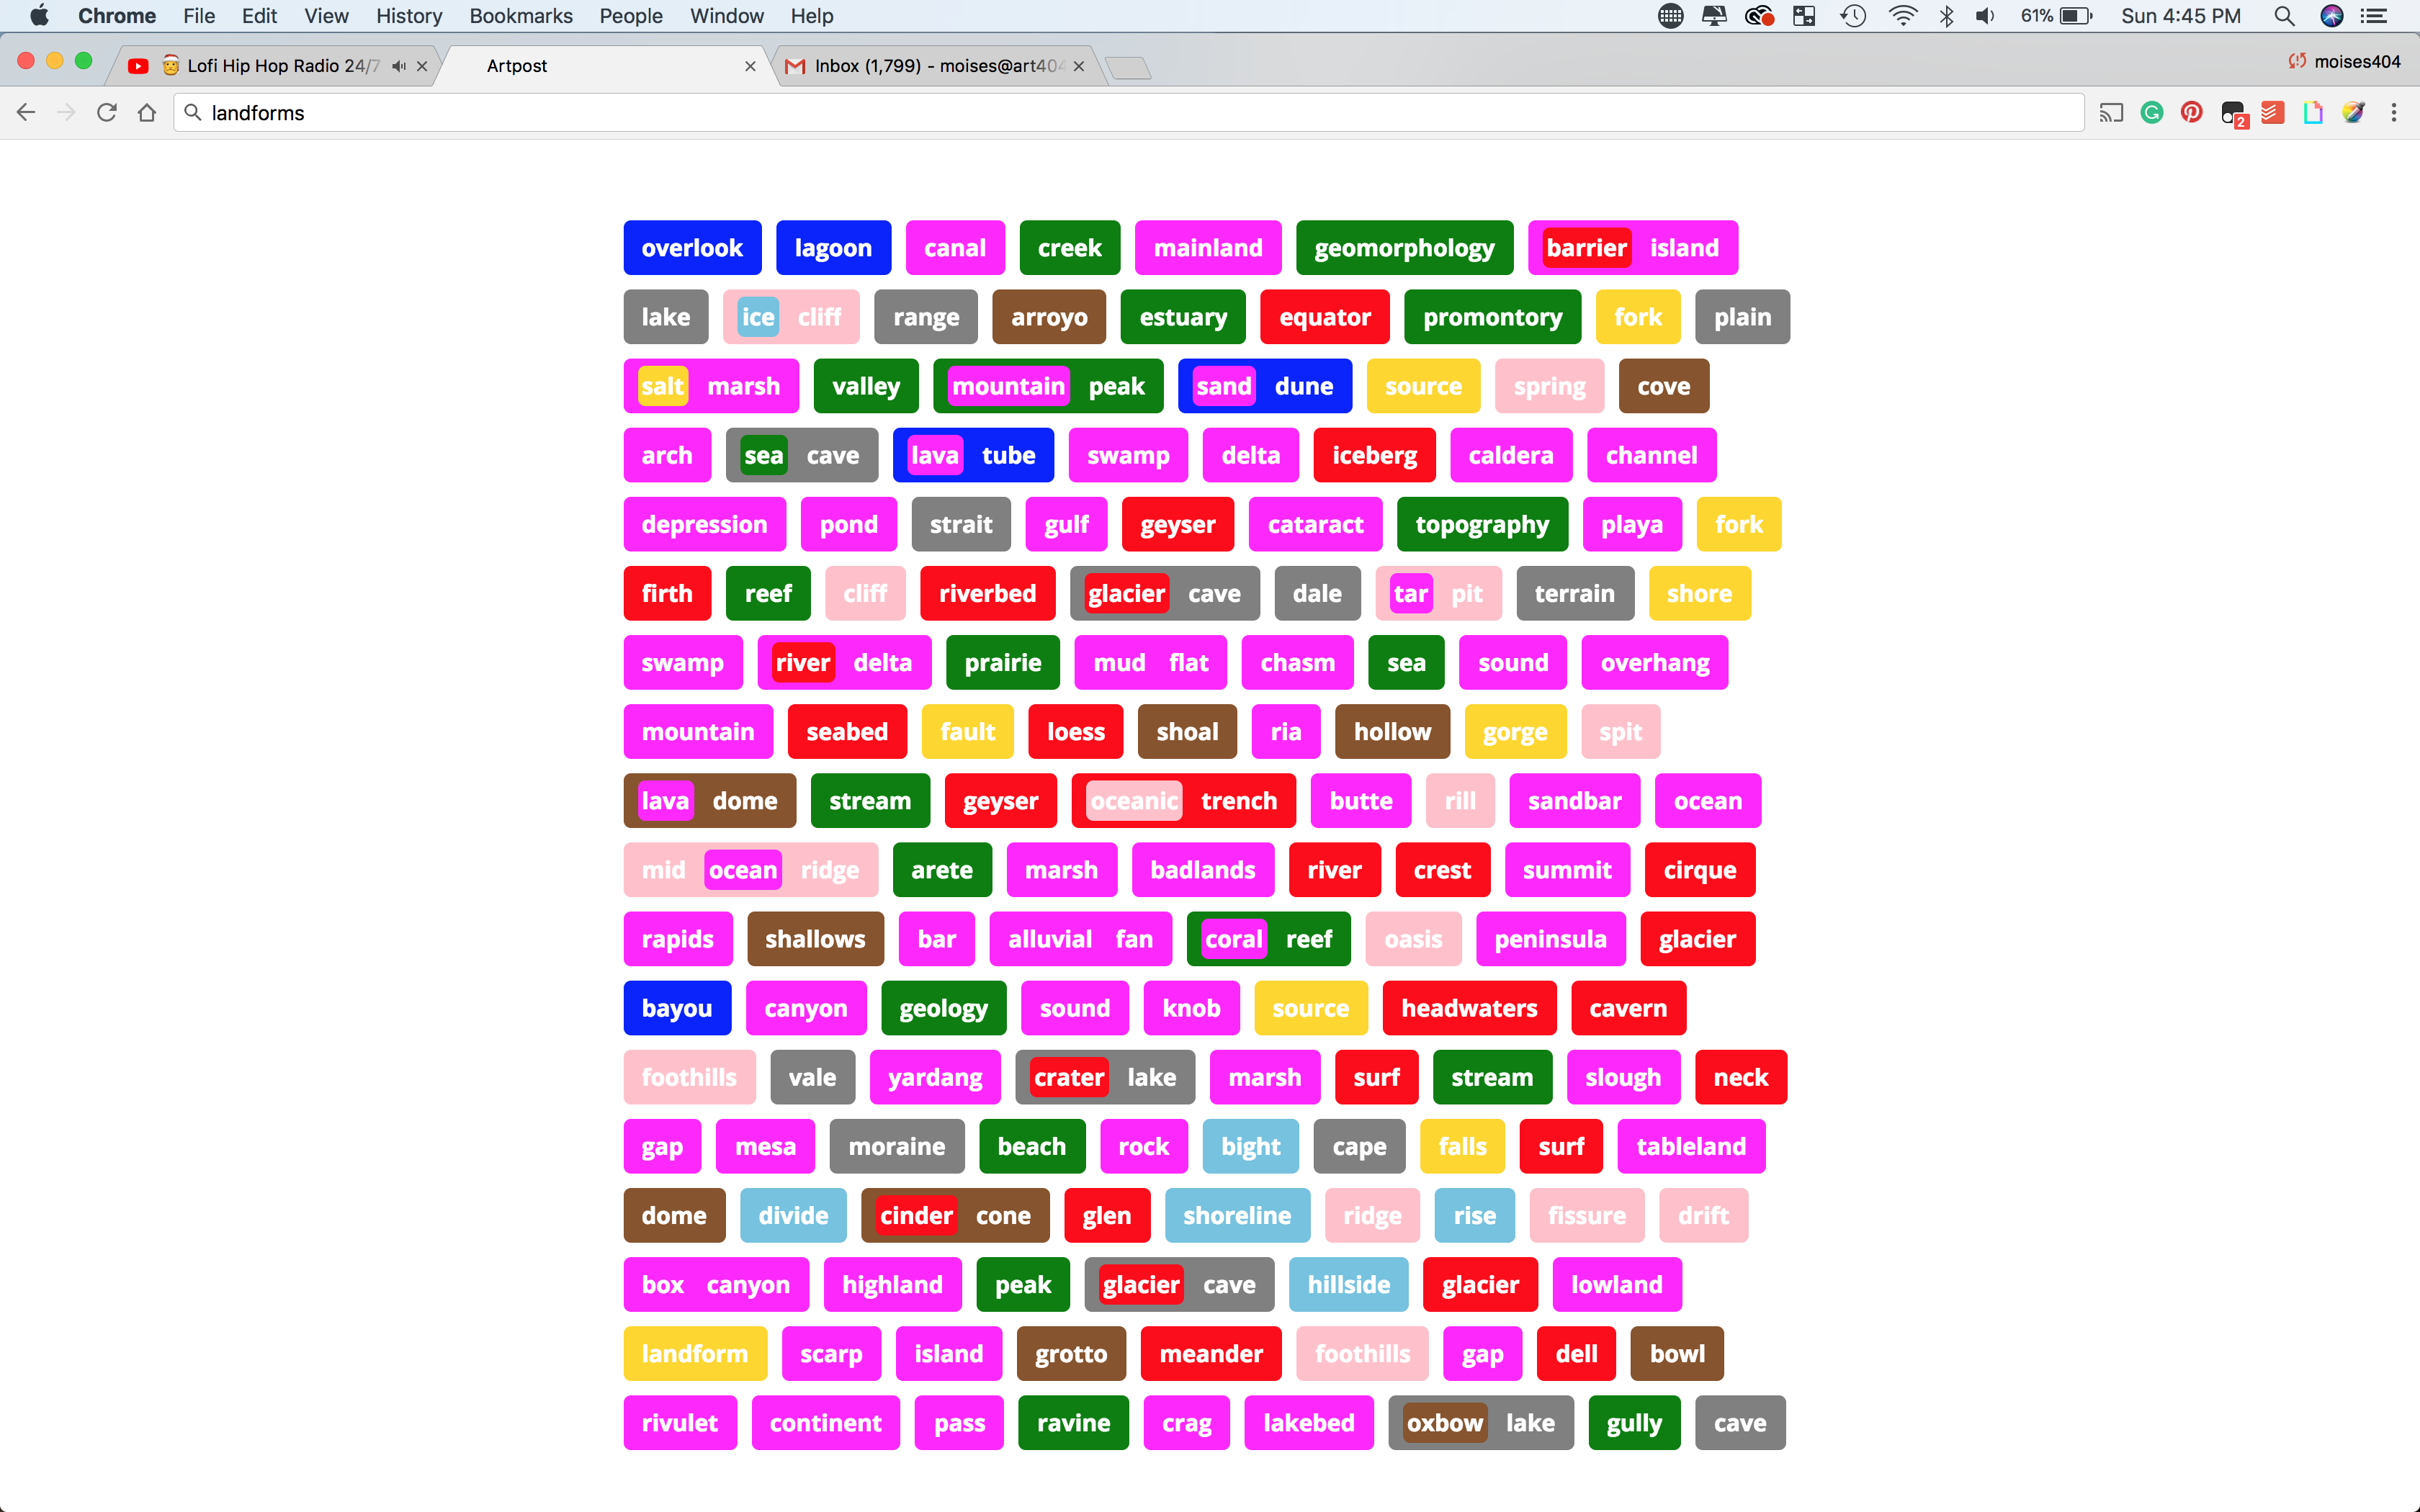 Chrome File Edit View History Bookmarks People Window Help 61% Sun 4:45 PM
Lofi Hip Hop Radio 24/7 Artpost Inbox (1,799) - moises@art404 moises404
landforms 2
overlook lagoon canal creek mainland geomorphology barrier island
lake ice cliff range arroyo estuary equator promontory fork plain
salt marsh valley mountain peak sand dune source spring cove
arch sea cave lava tube swamp delta iceberg caldera channel
depression pond strait gulf geyser cataract topography playa fork
firth reef cliff riverbed glacier cave dale tar pit terrain shore
swamp river delta prairie mud flat chasm sea sound overhang
mountain seabed fault loess shoal ria hollow gorge spit
lava dome stream geyser oceanic trench butte rill sandbar ocean
mid ocean ridge arete marsh badlands river crest summit cirque
rapids shallows bar alluvial fan coral reef oasis peninsula glacier
bayou canyon geology sound knob source headwaters cavern
foothills vale yardang crater lake marsh surf stream slough neck
gap mesa moraine beach rock bight cape falls surf tableland
dome divide cinder cone glen shoreline ridge rise fissure drift
box canyon highland peak glacier cave hillside glacier lowland
landform scarp island grotto meander foothills gap dell bowl
rivulet continent pass ravine crag lakebed oxbow lake gully cave